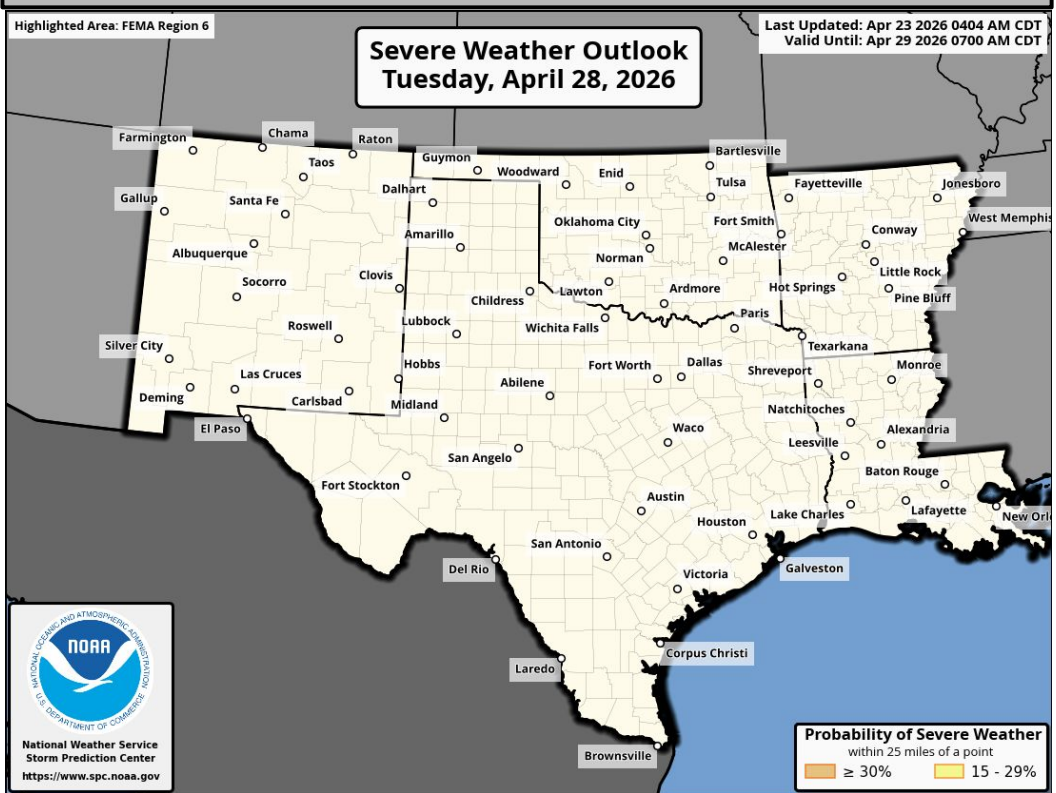 Highlighted Area: FEMA Region 6
Last Updated: Apr 23 2026 0404 AM CDT
Valid Until: Apr 29 2026 0700 AM CDT
Severe Weather Outlook
Tuesday, April 28, 2026
Farmington
Chama
Raton
Taos
Guymon
Woodward
Enid
Bartlesville
Tulsa
Fayetteville
Jonesboro
Gallup
Santa Fe
Dalhart
Oklahoma City
Fort Smith
West Memphis
Albuquerque
Amarillo
Norman
McAlester
Conway
Socorro
Clovis
Childress
Lawton
Ardmore
Hot Springs
Little Rock
Pine Bluff
Roswell
Lubbock
Wichita Falls
Paris
Texarkana
Silver City
Las Cruces
Hobbs
Abilene
Fort Worth
Dallas
Shreveport
Monroe
Deming
Carlsbad
Midland
Natchitoches
El Paso
Waco
Leesville
Alexandria
San Angelo
Fort Stockton
Baton Rouge
Austin
Houston
Lake Charles
Lafayette
New Orl
San Antonio
Del Rio
Victoria
Galveston
Laredo
Corpus Christi
Brownsville
NATIONAL OCEANIC AND ATMOSPHERIC ADMINISTRATION
NOAA
U.S. DEPARTMENT OF COMMERCE
National Weather Service
Storm Prediction Center
https://www.spc.noaa.gov
Probability of Severe Weather
within 25 miles of a point
≥ 30%
15 - 29%